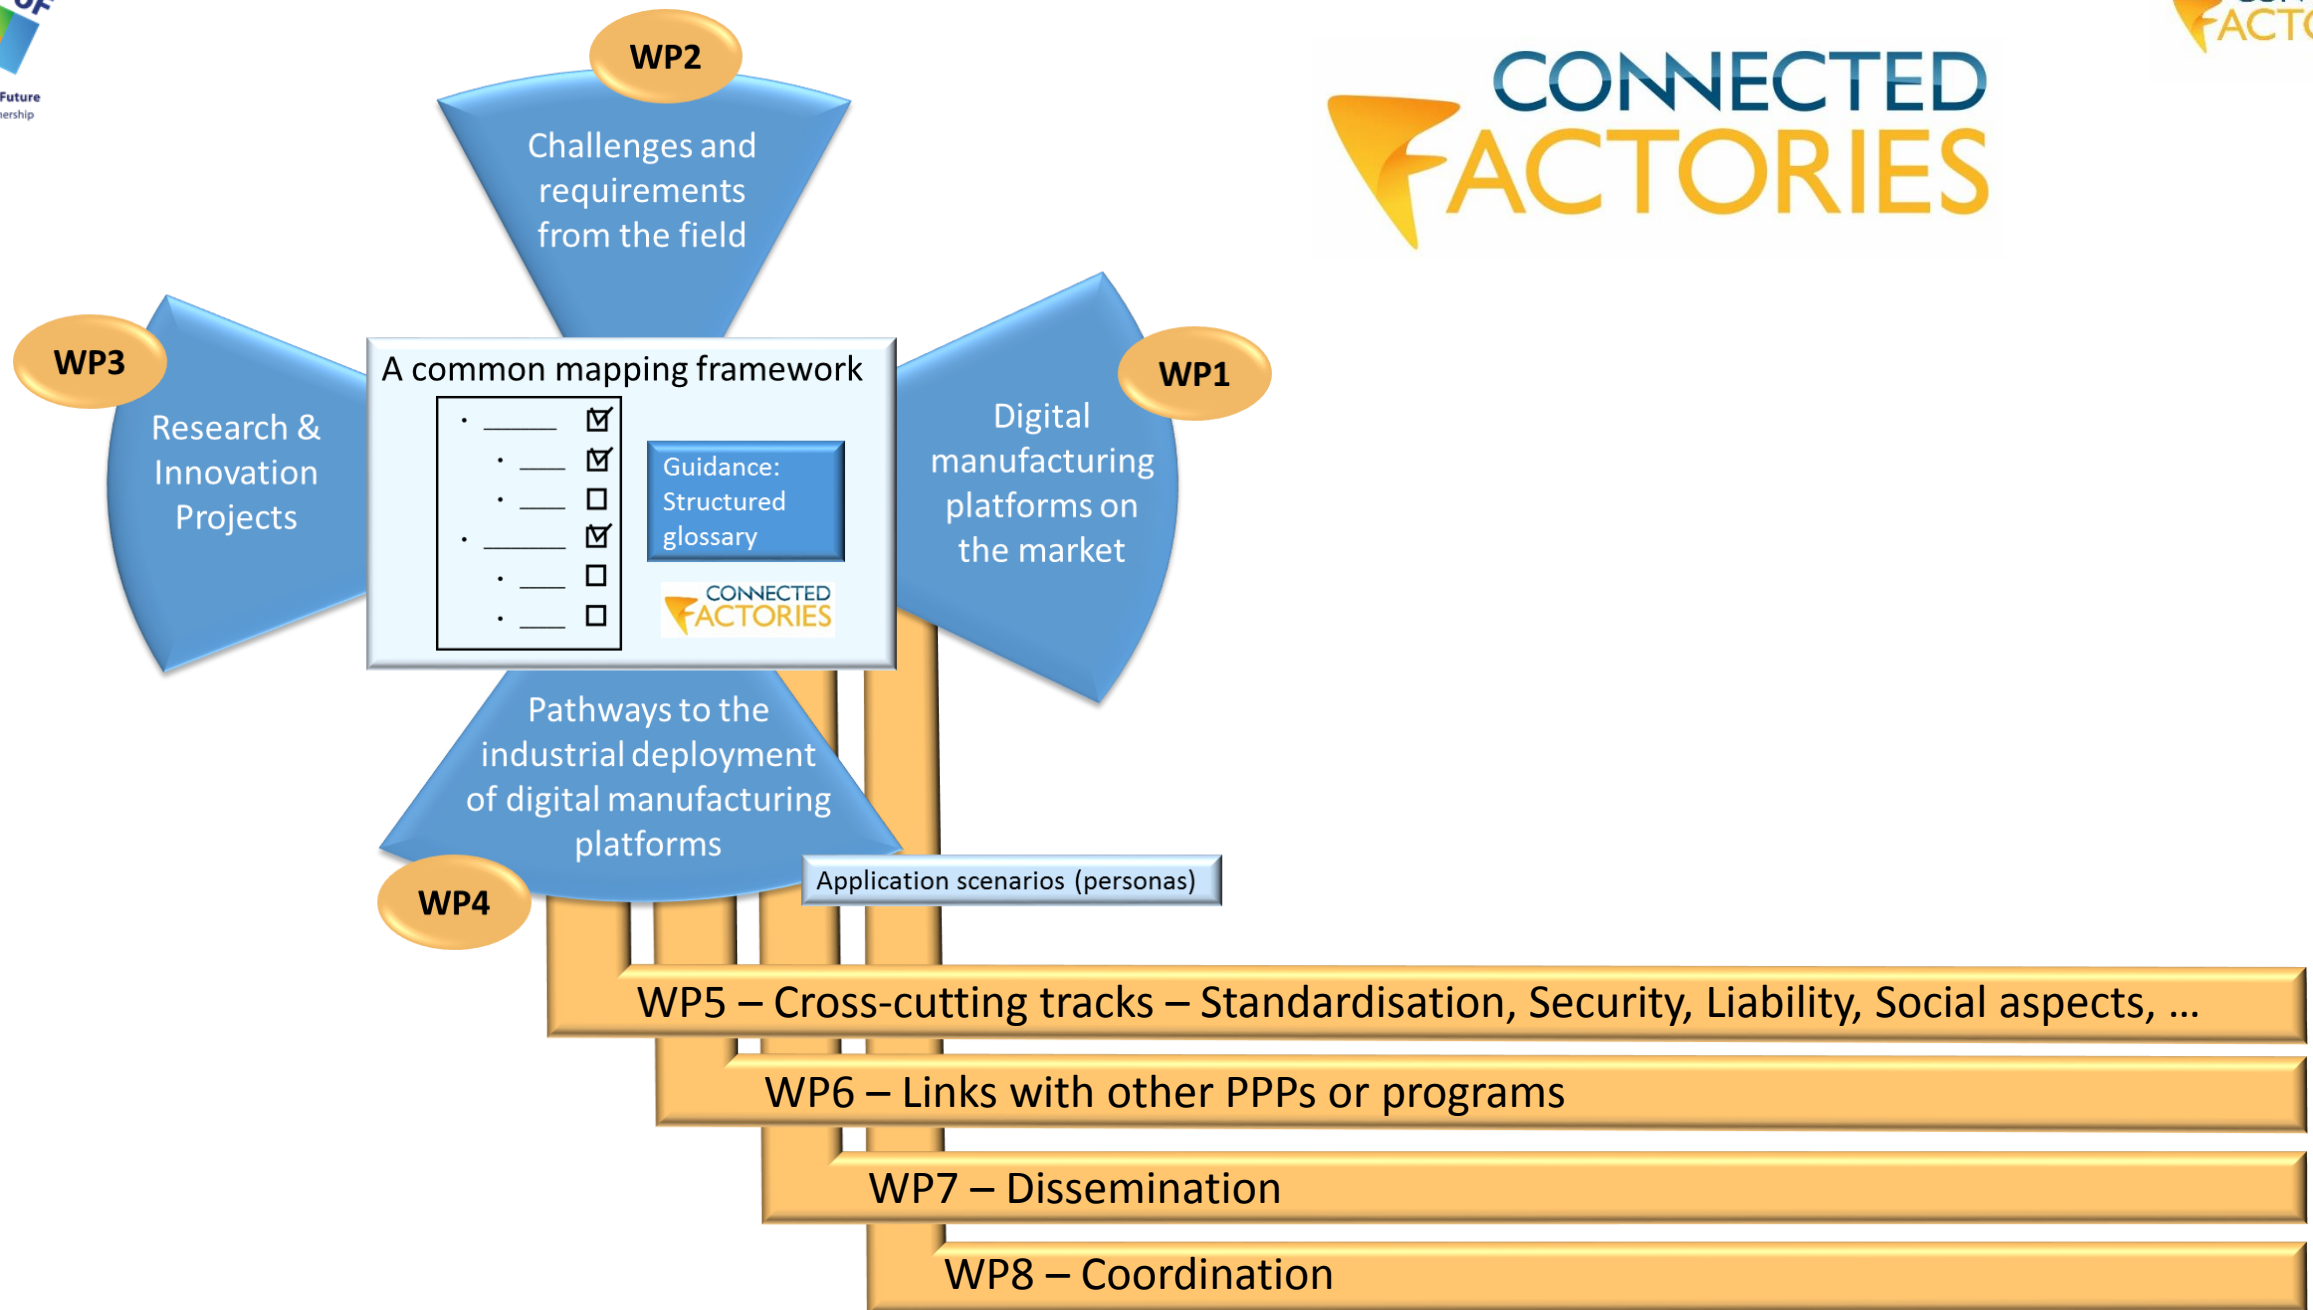 OF
Future
WP2
Challenges and
requirements
from the field
CONNECTED
FACTORIES
WP3
Research &
Innovation
Projects
A common mapping framework
Guidance:
Structured
glossary
CONNECTED
FACTORIES
WP1
Digital
manufacturing
platforms on
the market
Pathways to the
industrial deployment
of digital manufacturing
platforms
WP4
Application scenarios (personas)
WP5 – Cross-cutting tracks – Standardisation, Security, Liability, Social aspects, ...
WP6 – Links with other PPPs or programs
WP7 – Dissemination
WP8 – Coordination